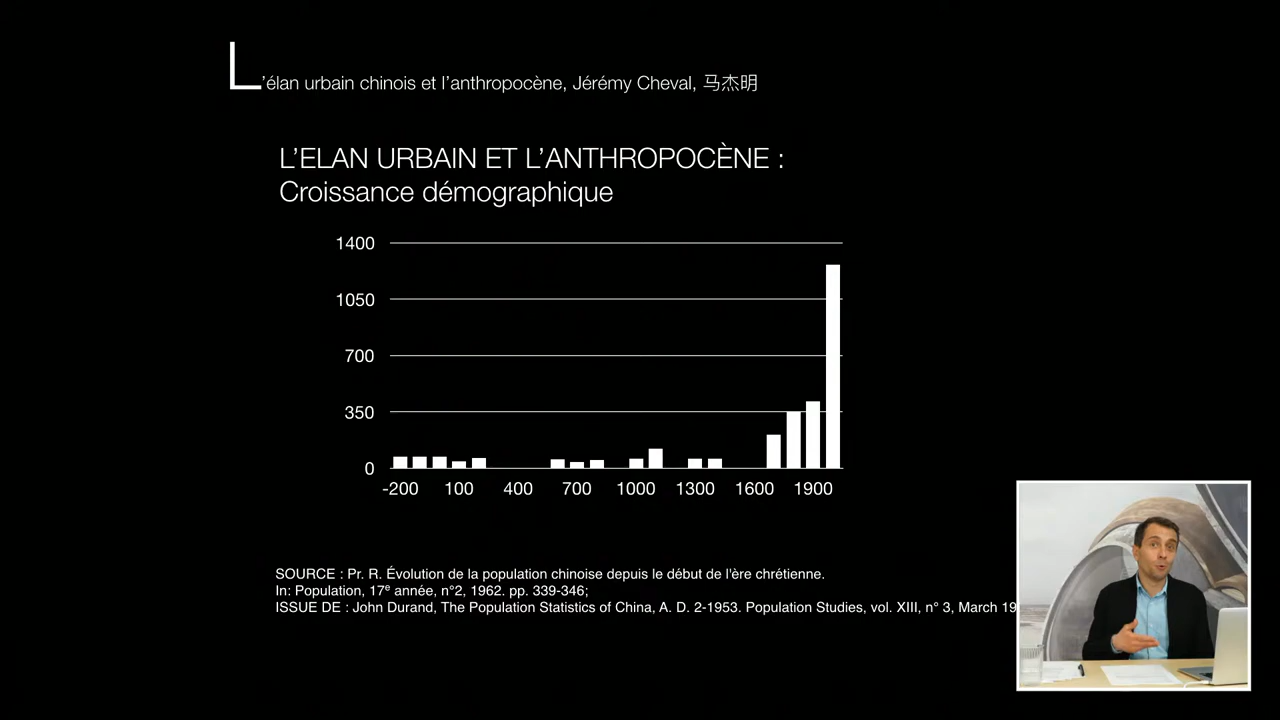 L’élan urbain chinois et l’anthropocène, Jérémy Cheval, 马杰明
L’ELAN URBAIN ET L’ANTHROPOCÈNE :
Croissance démographique
1400
1050
700
350
0
-200 100 400 700 1000 1300 1600 1900
SOURCE : Pr. R. Évolution de la population chinoise depuis le début de l’ère chrétienne.
In: Population, 17e année, n°2, 1962. pp. 339-346;
ISSUE DE : John Durand, The Population Statistics of China, A. D. 2-1953. Population Studies, vol. XIII, n° 3, March 19